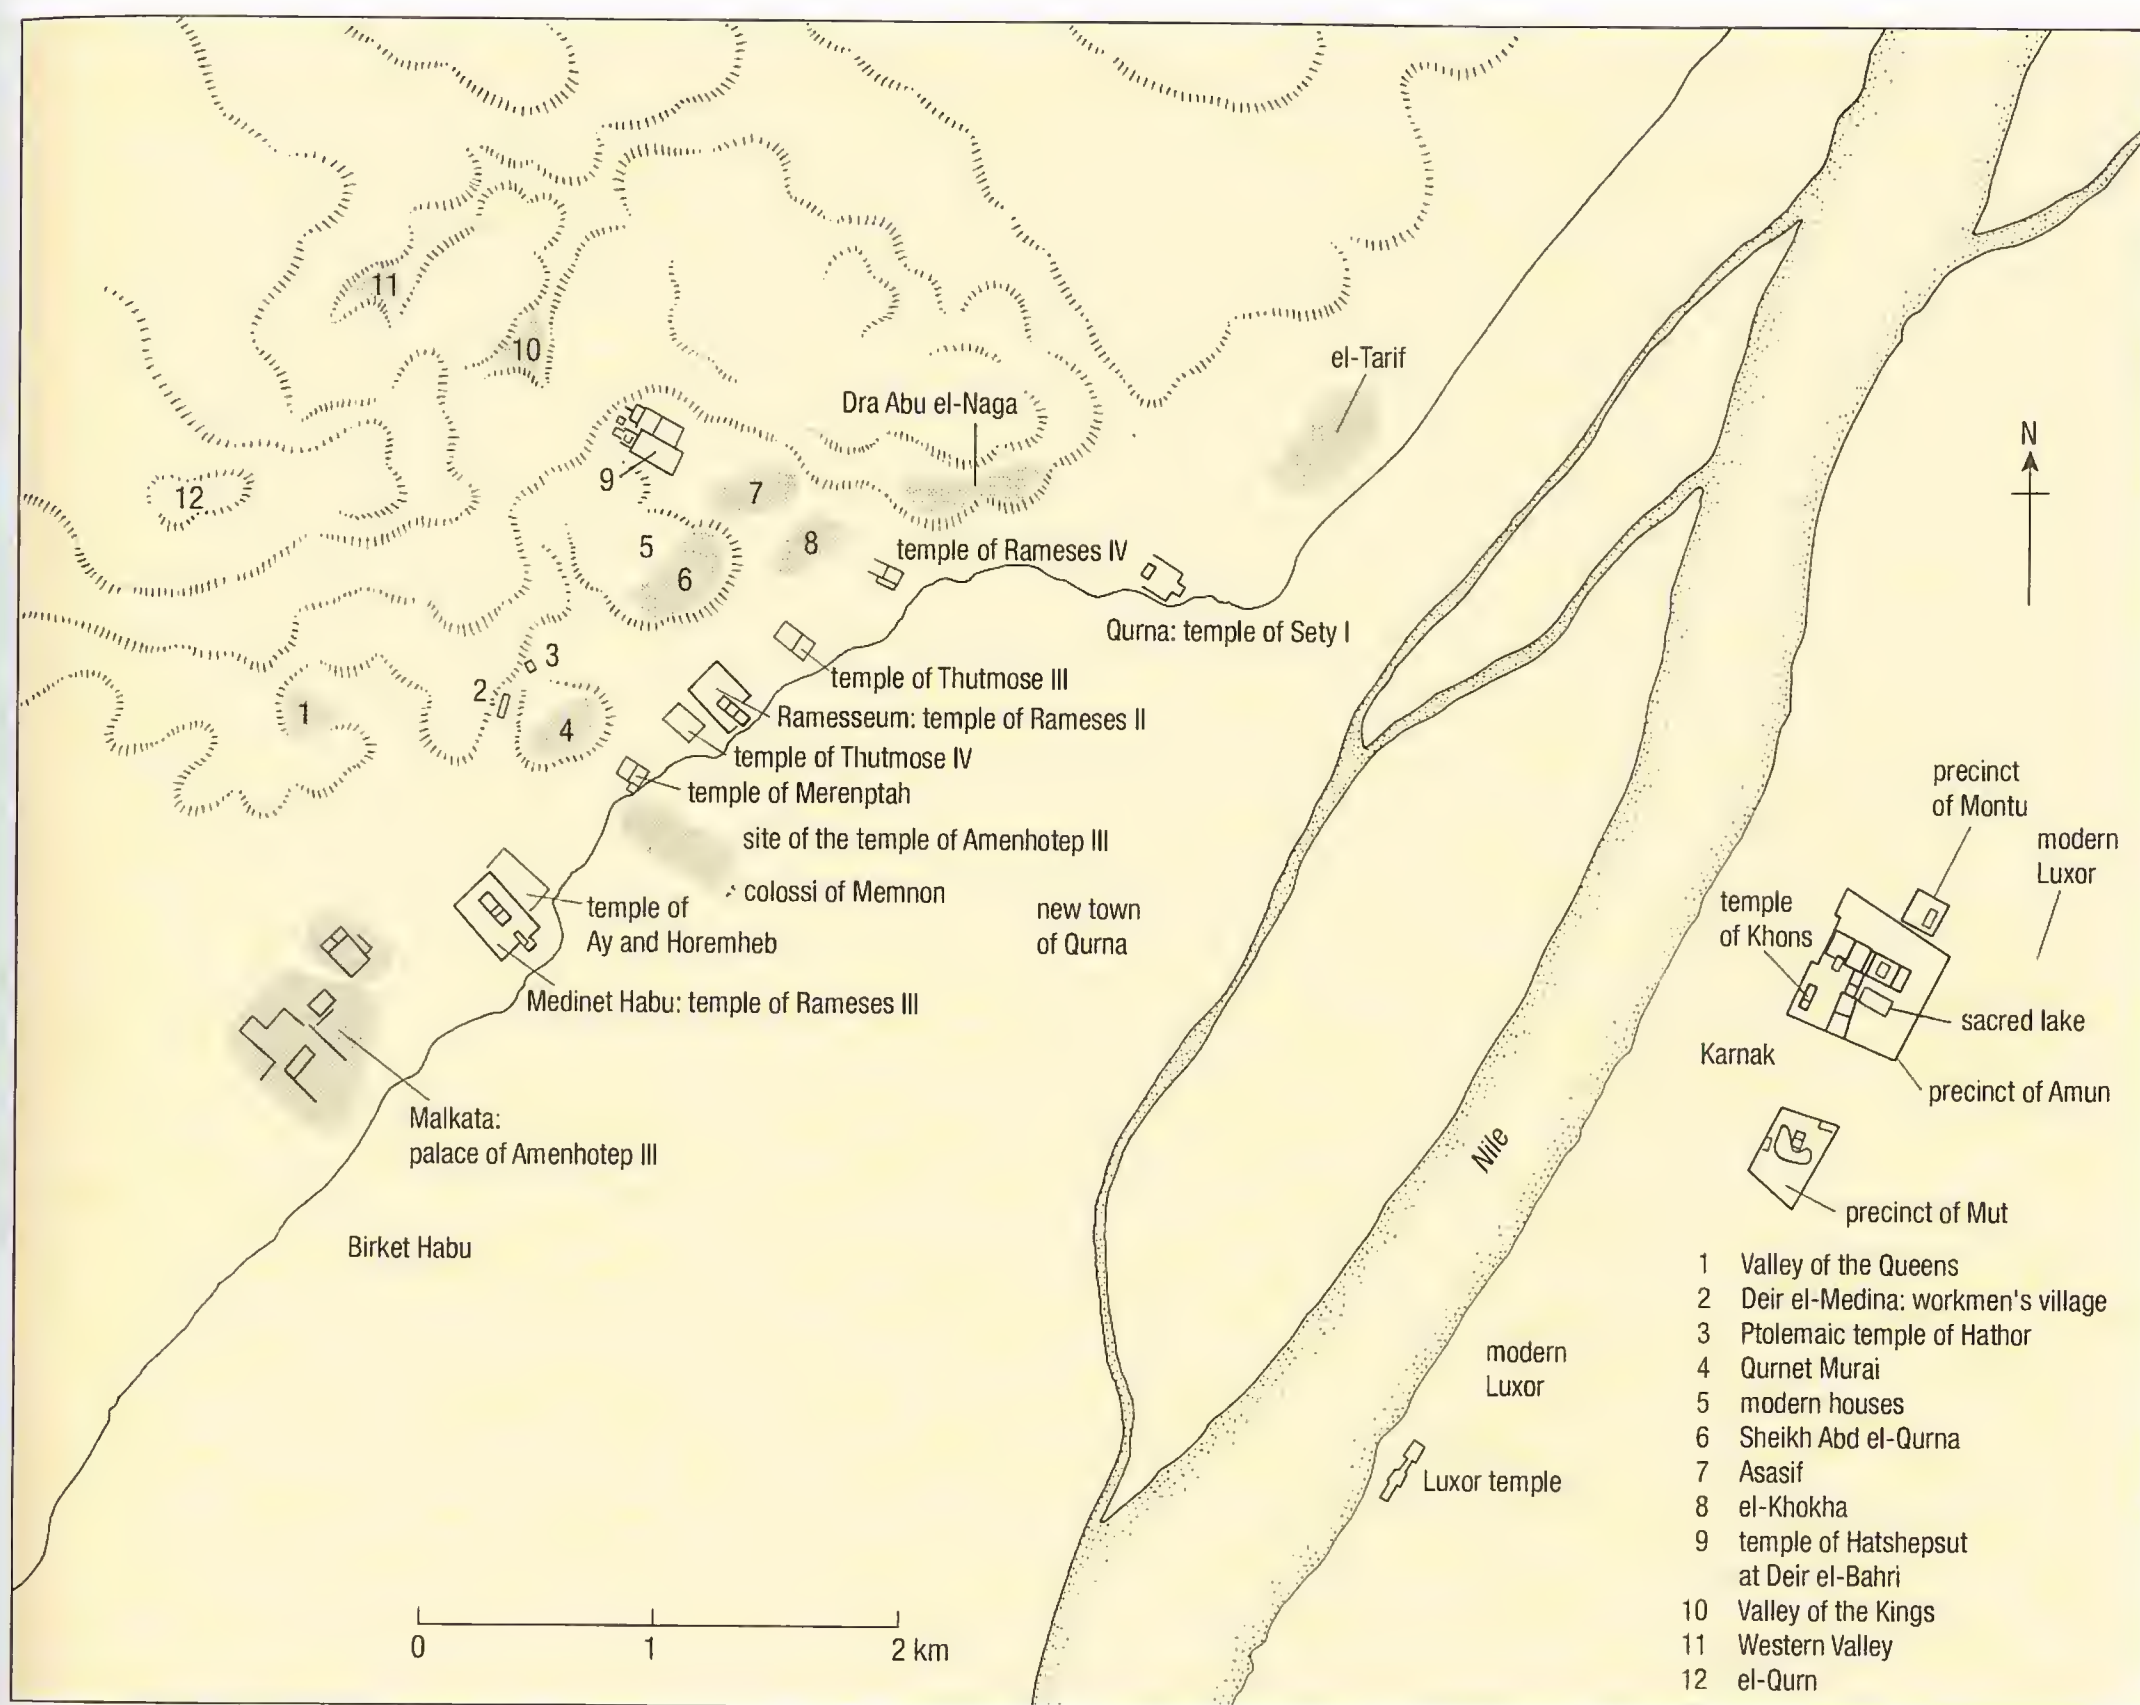 11
10
el-Tarif
Dra Abu el-Naga
N
9
7
12
5
8
temple of Rameses IV
6
Qurna: temple of Sety I
3
temple of Thutmose III
2
1
4
Ramesseum: temple of Rameses II
temple of Thutmose IV
temple of Merenptah
precinct
of Montu
site of the temple of Amenhotep III
modern
Luxor
colossi of Memnon
temple of
Ay and Horemheb
new town
of Qurna
temple
of Khons
Medinet Habu: temple of Rameses III
sacred lake
Karnak
precinct of Amun
Malkata:
palace of Amenhotep III
Nile
precinct of Mut
Birket Habu
modern
Luxor
Luxor temple
0 1 2 km
1 Valley of the Queens
2 Deir el-Medina: workmen's village
3 Ptolemaic temple of Hathor
4 Qurnet Murai
5 modern houses
6 Sheikh Abd el-Qurna
7 Asasif
8 el-Khokha
9 temple of Hatshepsut
at Deir el-Bahri
10 Valley of the Kings
11 Western Valley
12 el-Qurn